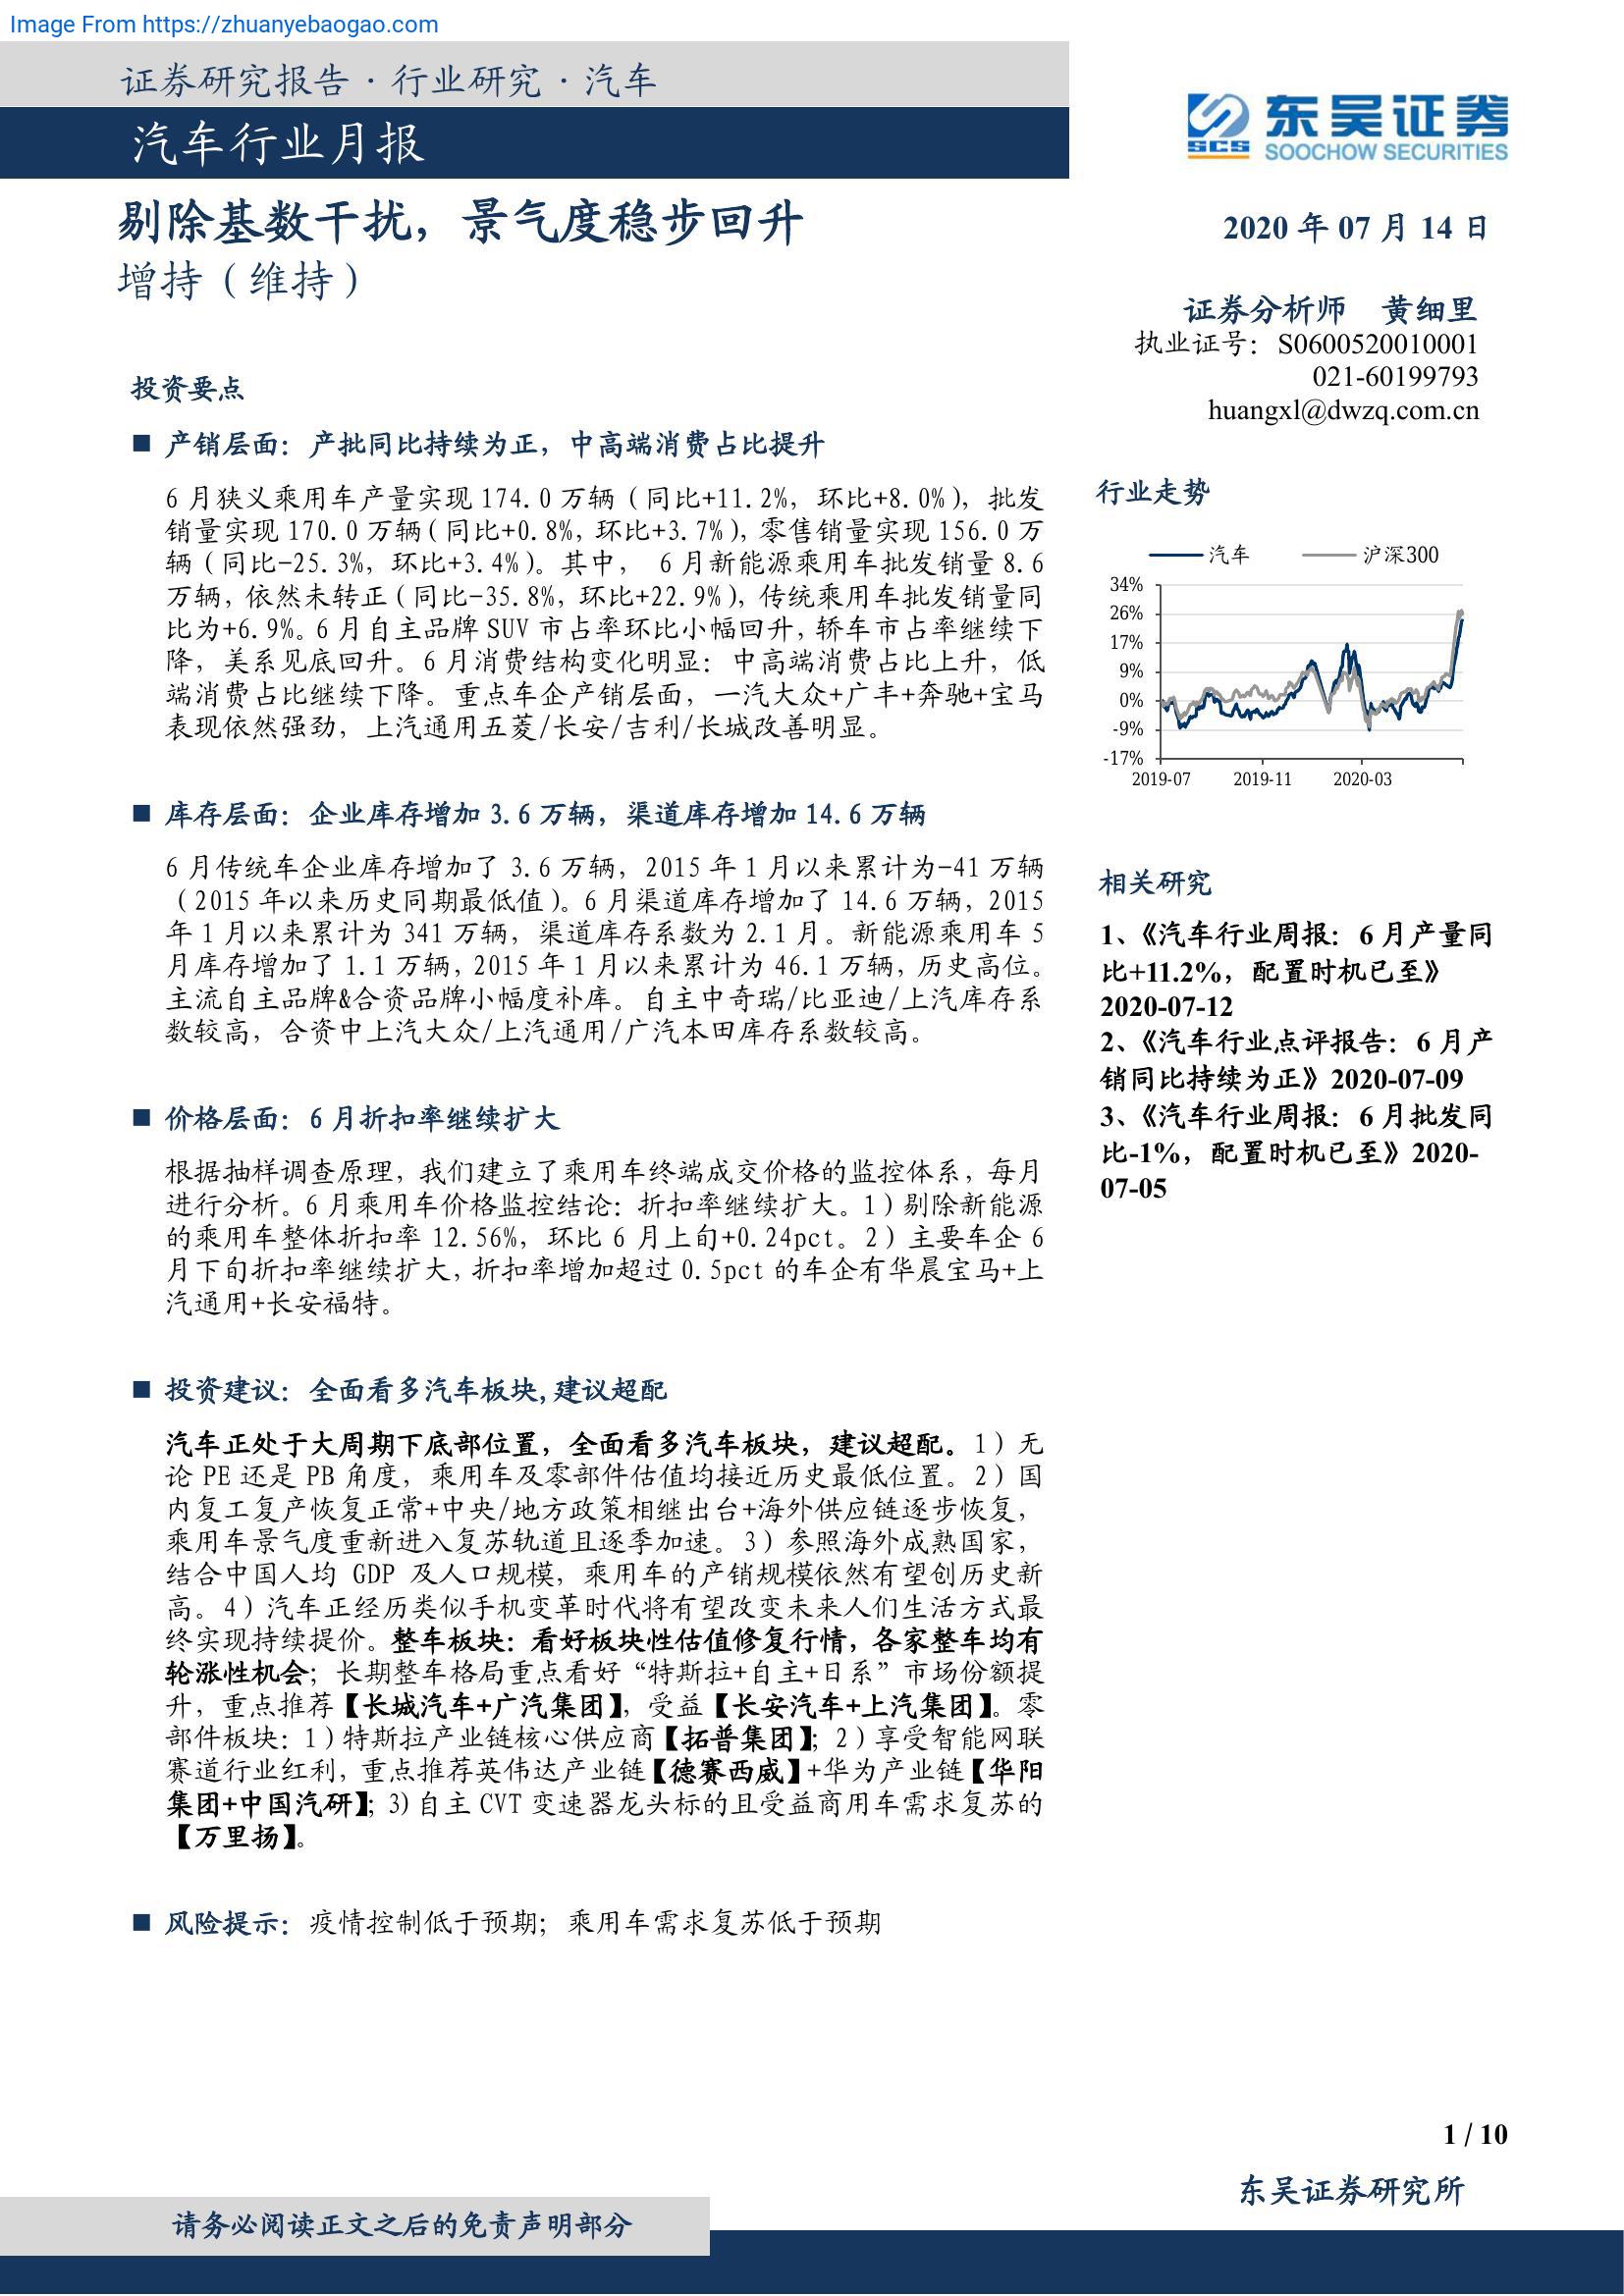 Image From https://zhuanyebaogao.com
证券研究报告·行业研究·汽车
汽车行业月报
东吴证券
SCS
SOOCHOW SECURITIES
剔除基数干扰，景气度稳步回升
增持（维持）
2020 年 07 月 14 日
证券分析师 黄细里
执业证号：S0600520010001
021-60199793
huangxl@dwzq.com.cn
投资要点
■ 产销层面：产批同比持续为正，中高端消费占比提升
6 月狭义乘用车产量实现 174.0 万辆（同比+11.2%，环比+8.0%），批发
销量实现 170.0 万辆（同比+0.8%，环比+3.7%），零售销量实现 156.0 万
辆（同比-25.3%，环比+3.4%）。其中， 6 月新能源乘用车批发销量 8.6
万辆，依然未转正（同比-35.8%，环比+22.9%），传统乘用车批发销量同
比为+6.9%。6 月自主品牌 SUV 市占率环比小幅回升，轿车市占率继续下
降，美系见底回升。6 月消费结构变化明显：中高端消费占比上升，低
端消费占比继续下降。重点车企产销层面，一汽大众+广丰+奔驰+宝马
表现依然强劲，上汽通用五菱/长安/吉利/长城改善明显。
■ 库存层面：企业库存增加 3.6 万辆，渠道库存增加 14.6 万辆
6 月传统车企业库存增加了 3.6 万辆，2015 年 1 月以来累计为-41 万辆
（2015 年以来历史同期最低值）。6 月渠道库存增加了 14.6 万辆，2015
年 1 月以来累计为 341 万辆，渠道库存系数为 2.1 月。新能源乘用车 5
月库存增加了 1.1 万辆，2015 年 1 月以来累计为 46.1 万辆，历史高位。
主流自主品牌&合资品牌小幅度补库。自主中奇瑞/比亚迪/上汽库存系
数较高，合资中上汽大众/上汽通用/广汽本田库存系数较高。
■ 价格层面：6 月折扣率继续扩大
根据抽样调查原理，我们建立了乘用车终端成交价格的监控体系，每月
进行分析。6 月乘用车价格监控结论：折扣率继续扩大。1）剔除新能源
的乘用车整体折扣率 12.56%，环比 6 月上旬+0.24pct。2）主要车企 6
月下旬折扣率继续扩大，折扣率增加超过 0.5pct 的车企有华晨宝马+上
汽通用+长安福特。
■ 投资建议：全面看多汽车板块,建议超配
汽车正处于大周期下底部位置，全面看多汽车板块，建议超配。1）无
论 PE 还是 PB 角度，乘用车及零部件估值均接近历史最低位置。2）国
内复工复产恢复正常+中央/地方政策相继出台+海外供应链逐步恢复，
乘用车景气度重新进入复苏轨道且逐季加速。3）参照海外成熟国家，
结合中国人均 GDP 及人口规模，乘用车的产销规模依然有望创历史新
高。4）汽车正经历类似手机变革时代将有望改变未来人们生活方式最
终实现持续提价。整车板块：看好板块性估值修复行情，各家整车均有
轮涨性机会；长期整车格局重点看好“特斯拉+自主+日系”市场份额提
升，重点推荐【长城汽车+广汽集团】，受益【长安汽车+上汽集团】。零
部件板块：1）特斯拉产业链核心供应商【拓普集团】；2）享受智能网联
赛道行业红利，重点推荐英伟达产业链【德赛西威】+华为产业链【华阳
集团+中国汽研】；3)自主 CVT 变速器龙头标的且受益商用车需求复苏的
【万里扬】。
■ 风险提示：疫情控制低于预期；乘用车需求复苏低于预期
行业走势
汽车 沪深300
34%
26%
17%
9%
0%
-9%
-17%
2019-07 2019-11 2020-03
相关研究
1、《汽车行业周报：6 月产量同
比+11.2%，配置时机已至》
2020-07-12
2、《汽车行业点评报告：6 月产
销同比持续为正》2020-07-09
3、《汽车行业周报：6 月批发同
比-1%，配置时机已至》2020-
07-05
1 / 10
东吴证券研究所
请务必阅读正文之后的免责声明部分